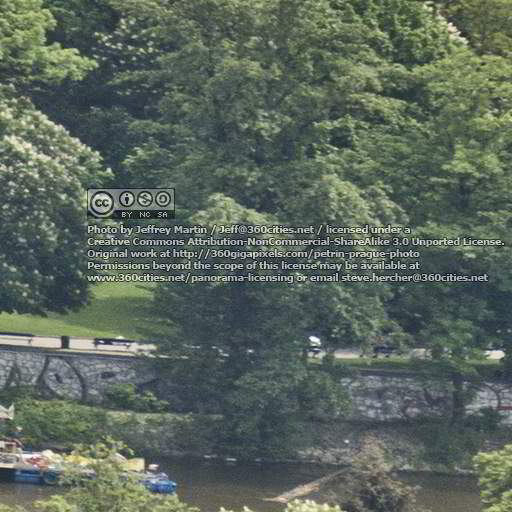 cc
BY NC SA
Photo by Jeffrey Martin / Jeff@360cities.net / licensed under a
Creative Commons Attribution-NonCommercial-ShareAlike 3.0 Unported License.
Original work at http://360gigapixels.com/petrin-prague-photo
Permissions beyond the scope of this license may be available at
www.360cities.net/panorama-licensing or email steve.hercher@360cities.net